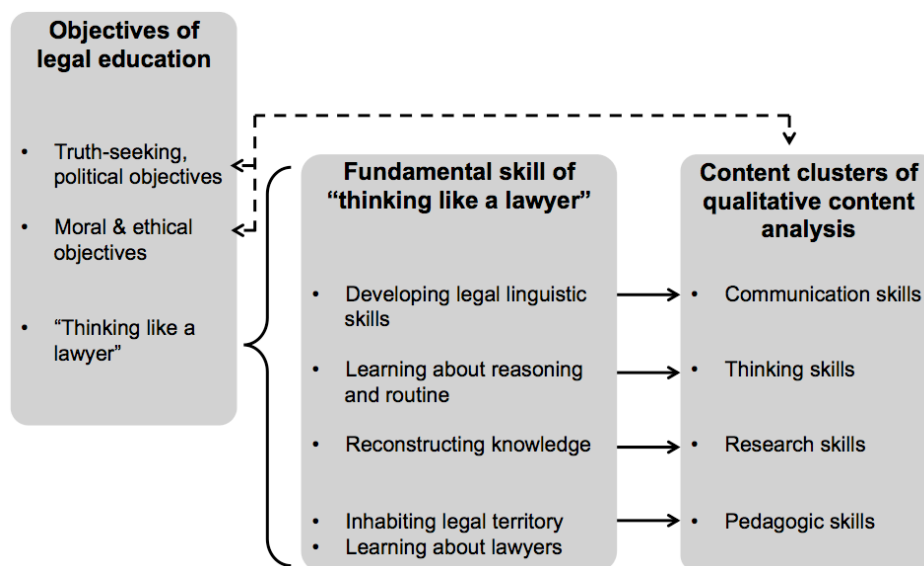 Objectives of
legal education
• Truth-seeking,
political objectives
• Moral & ethical
objectives
• “Thinking like a
lawyer”
Fundamental skill of
“thinking like a lawyer”
• Developing legal linguistic
skills
• Learning about reasoning
and routine
• Reconstructing knowledge
• Inhabiting legal territory
• Learning about lawyers
Content clusters of
qualitative content
analysis
• Communication skills
• Thinking skills
• Research skills
• Pedagogic skills